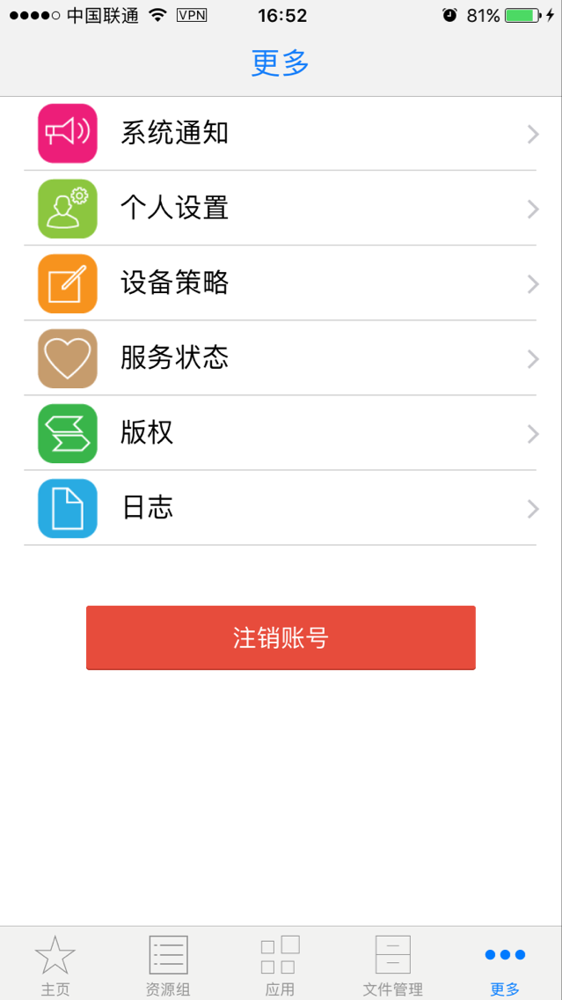 中国联通 VPN 16:52 81%
更多
系统通知
个人设置
设备策略
服务状态
版权
日志
注销账号
主页 资源组 应用 文件管理 更多